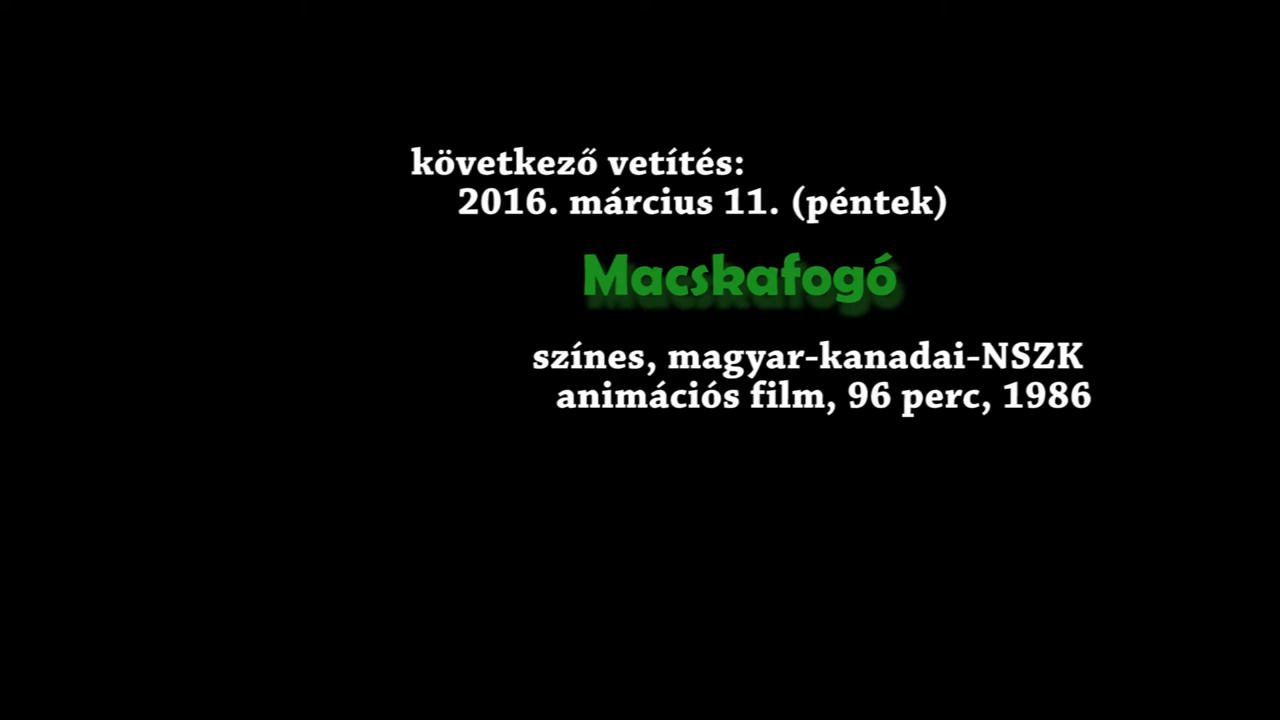 következő vetítés:
2016. március 11. (péntek)
Macskafogó
színes, magyar-kanadai-NSZK
animációs film, 96 perc, 1986